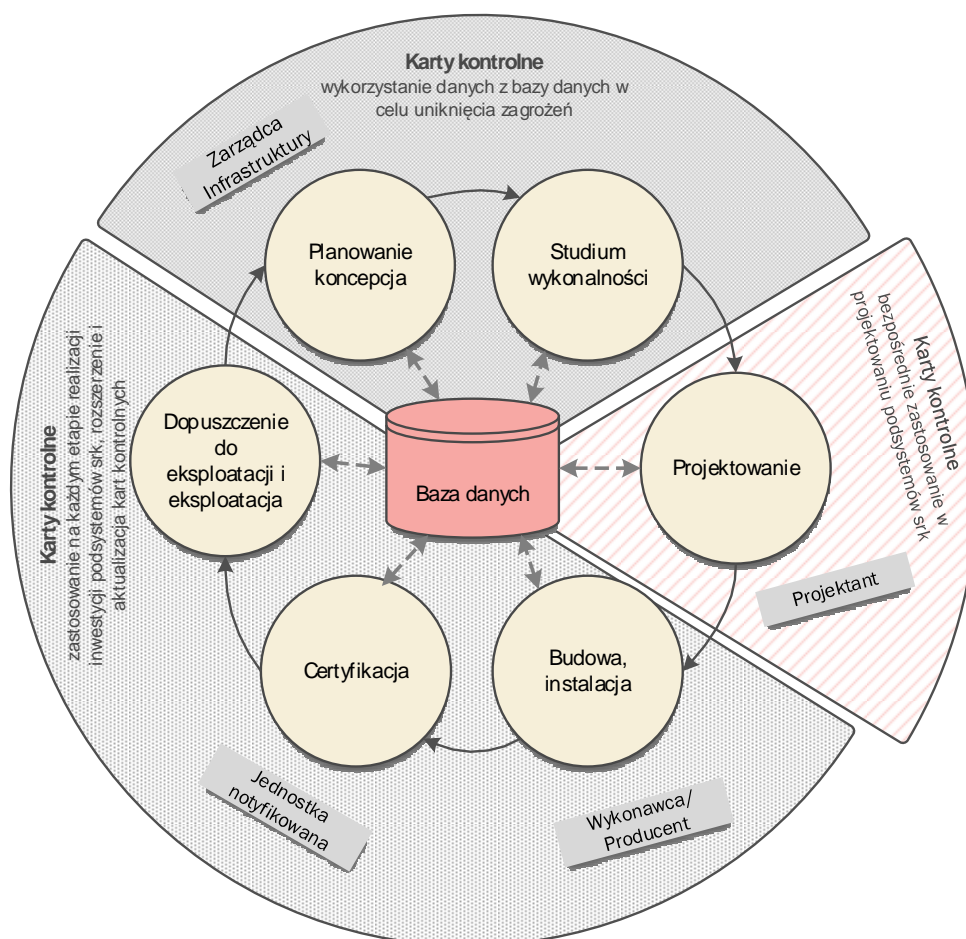 Karty kontrolne
wykorzystanie danych z bazy danych w
celu uniknięcia zagrożeń
Zarządca
Infrastruktury
Planowanie
koncepcja
Studium
wykonalności
Karty kontrolne
bezpośrednie zastosowanie w
projektowaniu podsystemów srk
Karty kontrolne
zastosowanie na każdym etapie realizacji
inwestycji podsystemów srk, rozszerzenie i
aktualizacja kart kontrolnych
Dopuszczenie
do
eksploatacji i
eksploatacja
Baza danych
Projektowanie
Projektant
Certyfikacja
Budowa,
instalacja
Jednostka
notyfikowana
Wykonawca/
Producent